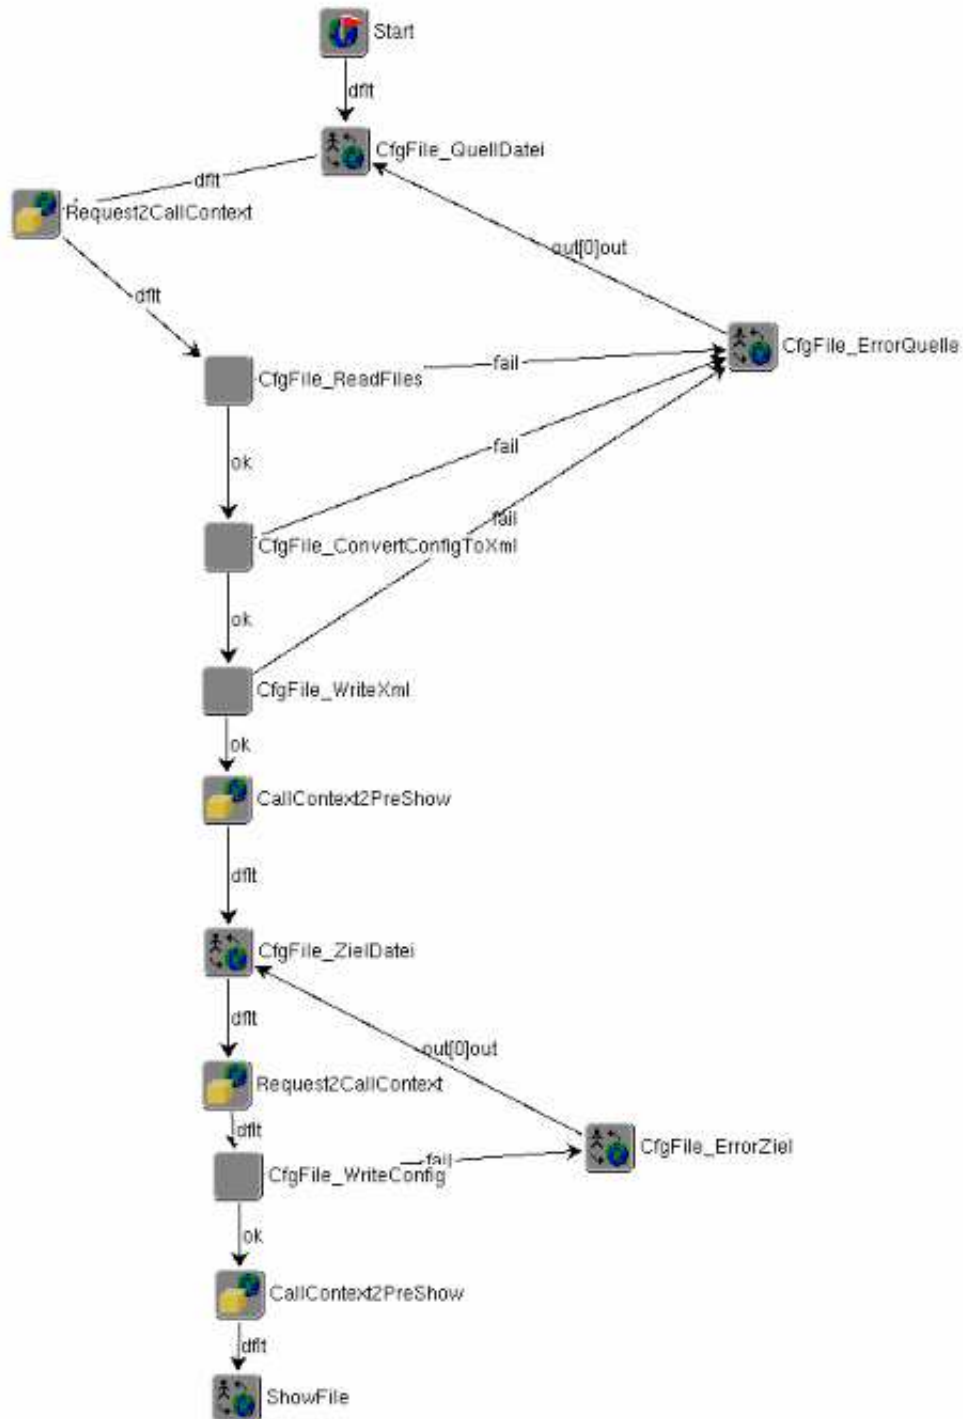 Start
dflt
CfgFile_QuellDatei
dflt
Request2CallContext
out[0]out
dflt
CfgFile_ErrorQuelle
fail
CfgFile_ReadFiles
fail
ok
fail
CfgFile_ConvertConfigToXml
ok
CfgFile_WriteXml
ok
CallContext2PreShow
dflt
CfgFile_ZielDatei
dflt
out[0]out
Request2CallContext
dflt
CfgFile_ErrorZiel
fail
CfgFile_WriteConfig
ok
CallContext2PreShow
dflt
ShowFile